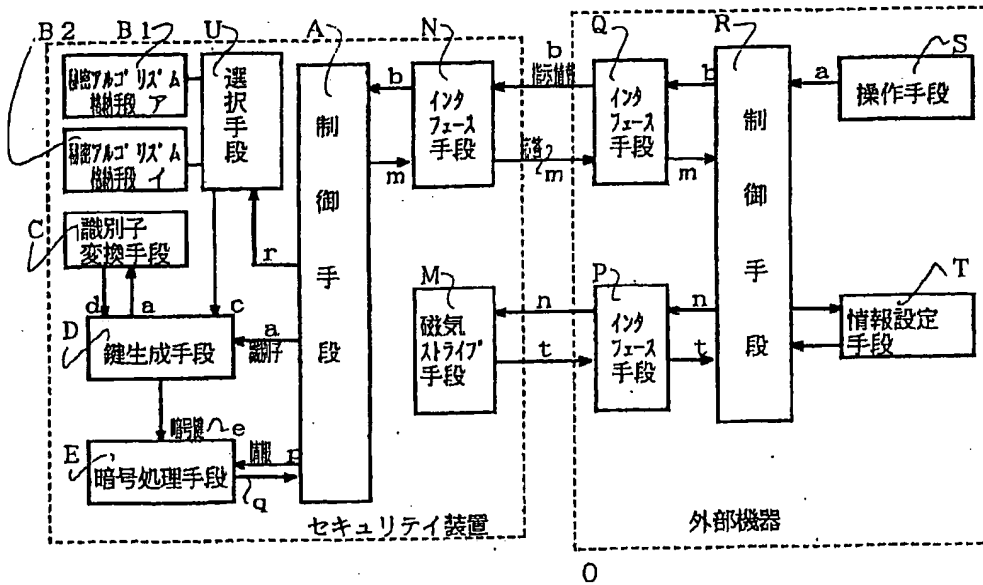 B2
B1
U
A
N
Q
R
S
秘密アルゴリズム
格納手段 ア
秘密アルゴリズム
格納手段 イ
選択手段
制御手段
インタ
フェース
手段
b
指示情報
応答
m
インタ
フェース
手段
制御手段
操作手段
a
b
m
b
m
C
識別子
変換手段
r
d
a
c
D
鍵生成手段
a
識別子
暗号鍵
e
E
暗号処理手段
情報
p
q
M
磁気
ストライプ
手段
n
t
P
インタ
フェース
手段
n
t
T
情報設定
手段
セキュリテイ装置
外部機器
O